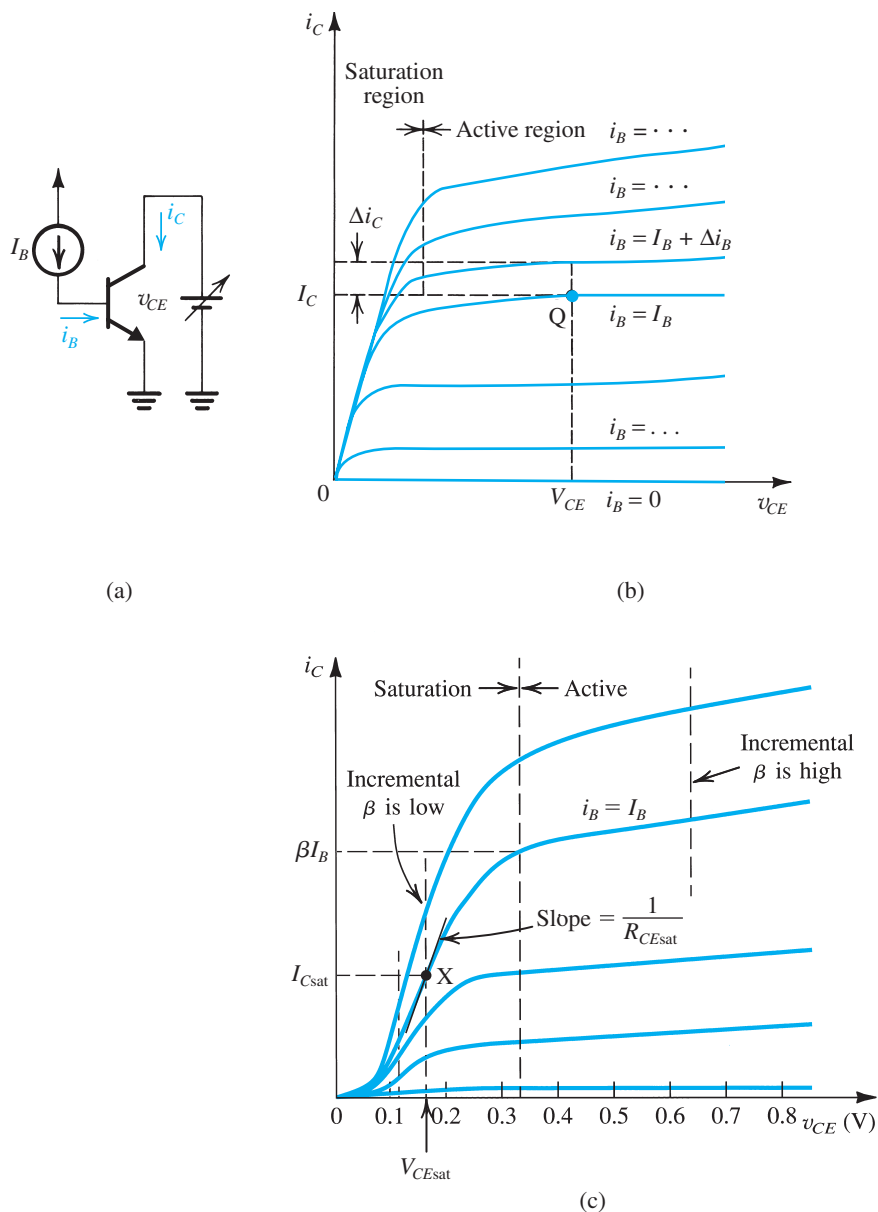 i_C
Saturation
region
Active region
i_B = · · ·
i_B = · · ·
Δi_C
i_B = I_B + Δi_B
I_C
Q
i_B = I_B
i_B = . . .
0
V_CE
i_B = 0
v_CE
I_B
i_C
v_CE
i_B
(a)
(b)
i_C
Saturation
Active
Incremental
β is low
Incremental
β is high
i_B = I_B
βI_B
Slope = 1/R_CEsat
I_Csat
X
0
0.1
0.2
0.3
0.4
0.5
0.6
0.7
0.8
v_CE (V)
V_CEsat
(c)